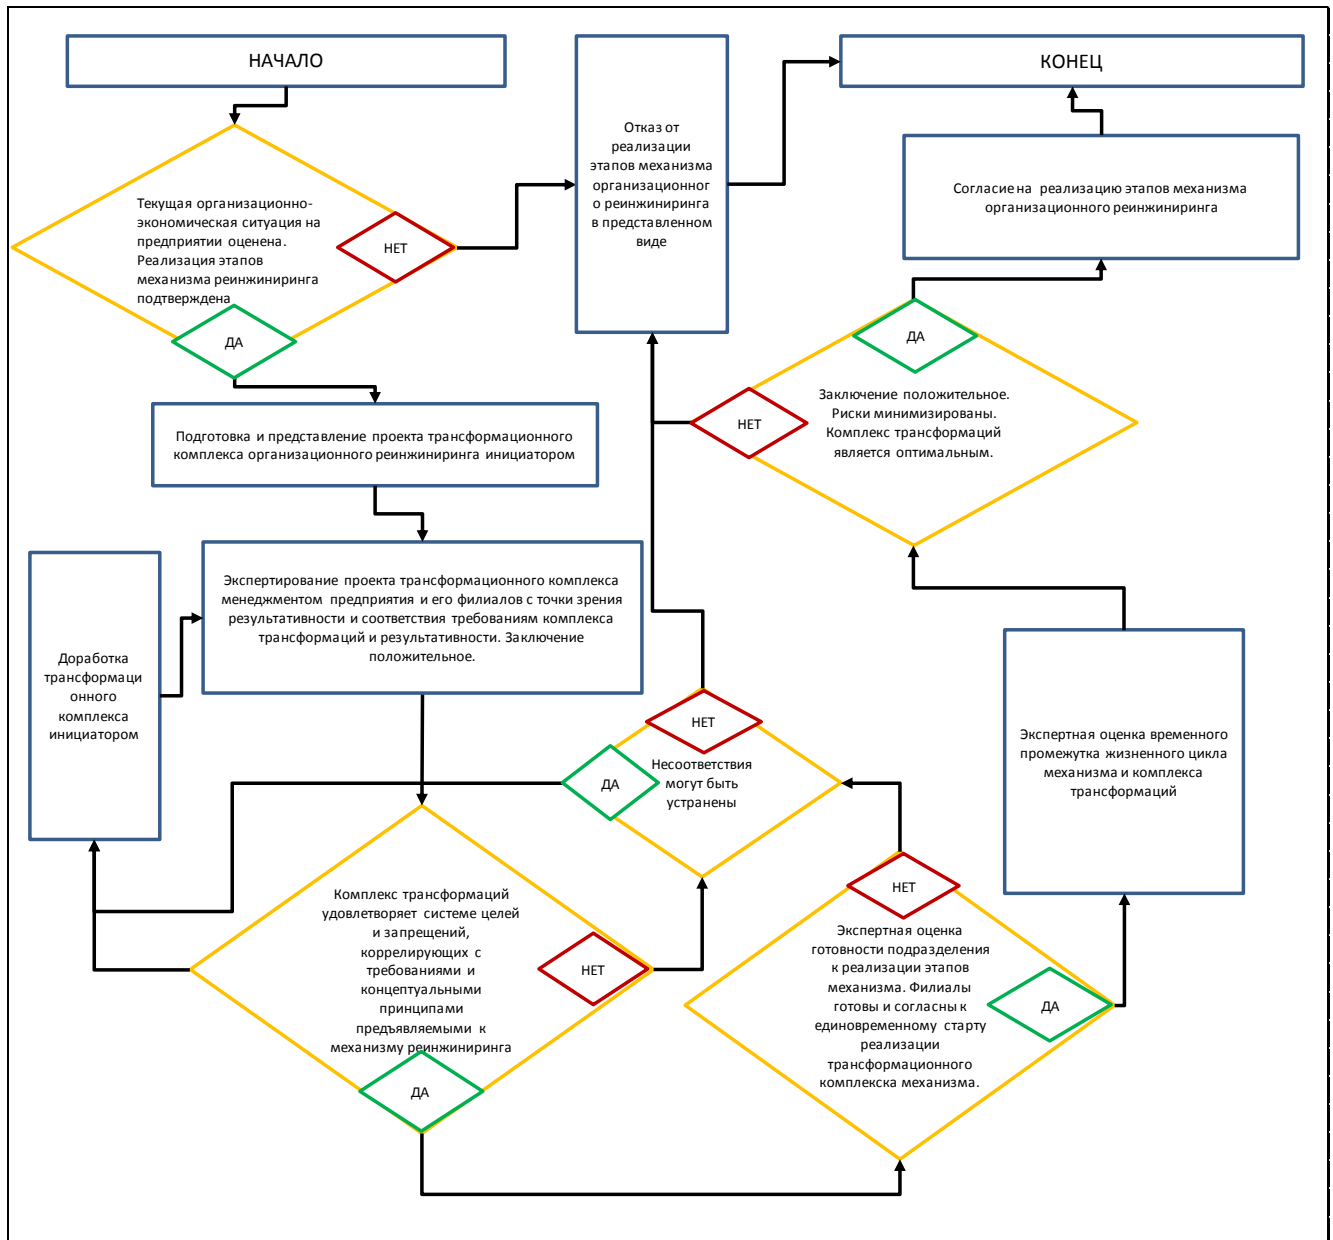 НАЧАЛО
КОНЕЦ
Отказ от
реализации
этапов механизма
организационног
о реинжиниринга
в представленном
виде
Согласие на реализацию этапов механизма
организационного реинжиниринга
Текущая организационно-
экономическая ситуация на
предприятии оценена.
Реализация этапов
механизма реинжиниринга
подтверждена
НЕТ
ДА
ДА
НЕТ
Заключение положительное.
Риски минимизированы.
Комплекс трансформаций
является оптимальным.
Подготовка и представление проекта трансформационного
комплекса организационного реинжиниринга инициатором
Экспертирование проекта трансформационного комплекса
менеджментом предприятия и его филиалов с точки зрения
результативности и соответствия требованиям комплекса
трансформаций и результативности. Заключение
положительное.
Доработка
трансформаци
онного
комплекса
инициатором
НЕТ
ДА
Несоответствия
могут быть
устранены
Экспертная оценка временного
промежутка жизненного цикла
механизма и комплекса
трансформаций
Комплекс трансформаций
удовлетворяет системе целей
и запрещений,
коррелирующих с
требованиями и
концептуальными
принципами
предъявляемыми к
механизму реинжиниринга
НЕТ
ДА
НЕТ
Экспертная оценка
готовности подразделения
к реализации этапов
механизма. Филиалы
готовы и согласны к
единовременному старту
реализации
трансформационного
комплекска механизма.
ДА